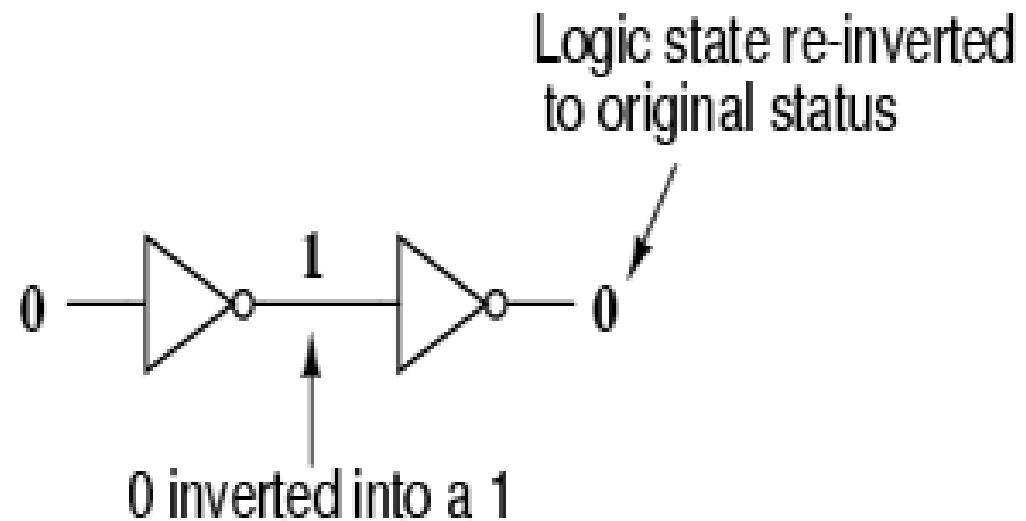 Logic state re-inverted
to original status
0
1
0
0 inverted into a 1